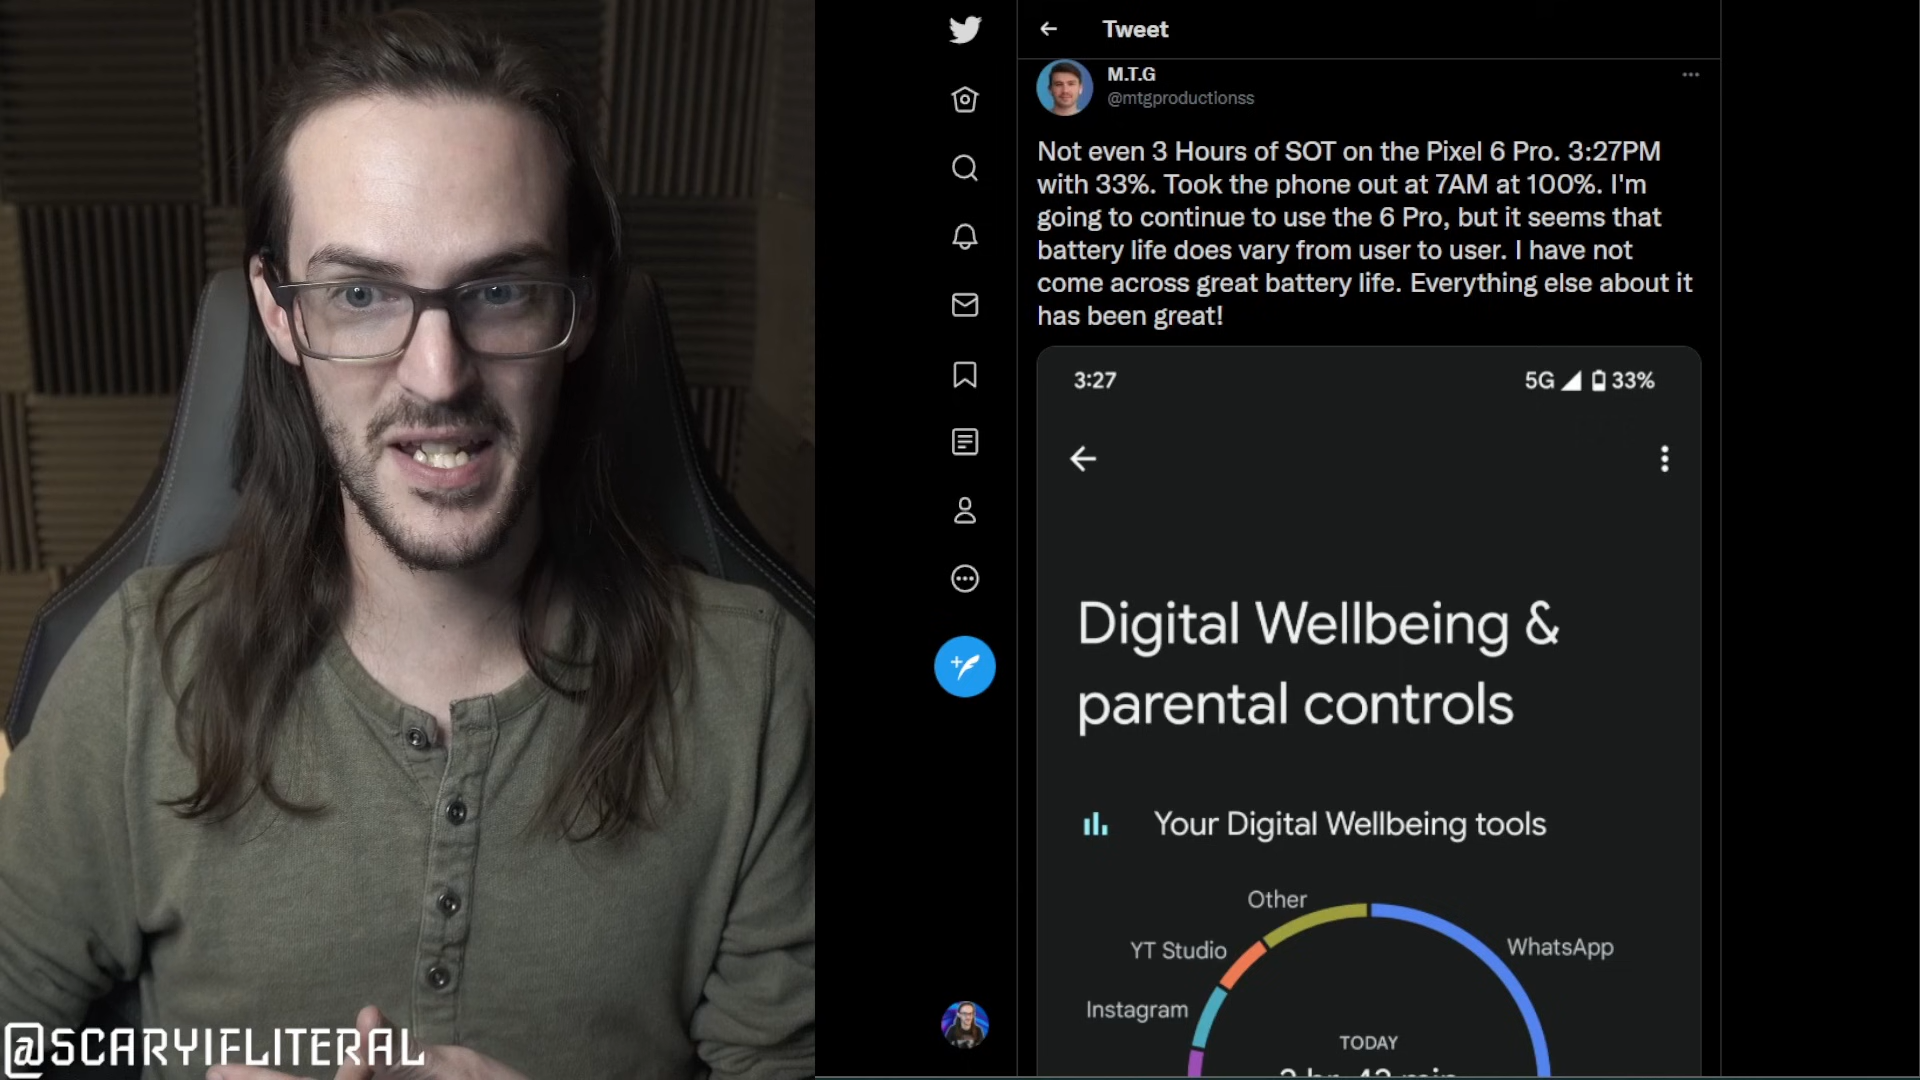 Tweet
M.T.G
@mtgproductionss
Not even 3 Hours of SOT on the Pixel 6 Pro. 3:27PM
with 33%. Took the phone out at 7AM at 100%. I'm
going to continue to use the 6 Pro, but it seems that
battery life does vary from user to user. I have not
come across great battery life. Everything else about it
has been great!
3:27
5G 33%
Digital Wellbeing &
parental controls
Your Digital Wellbeing tools
Other
YT Studio
WhatsApp
Instagram
TODAY
@SCARYIFLITERAL